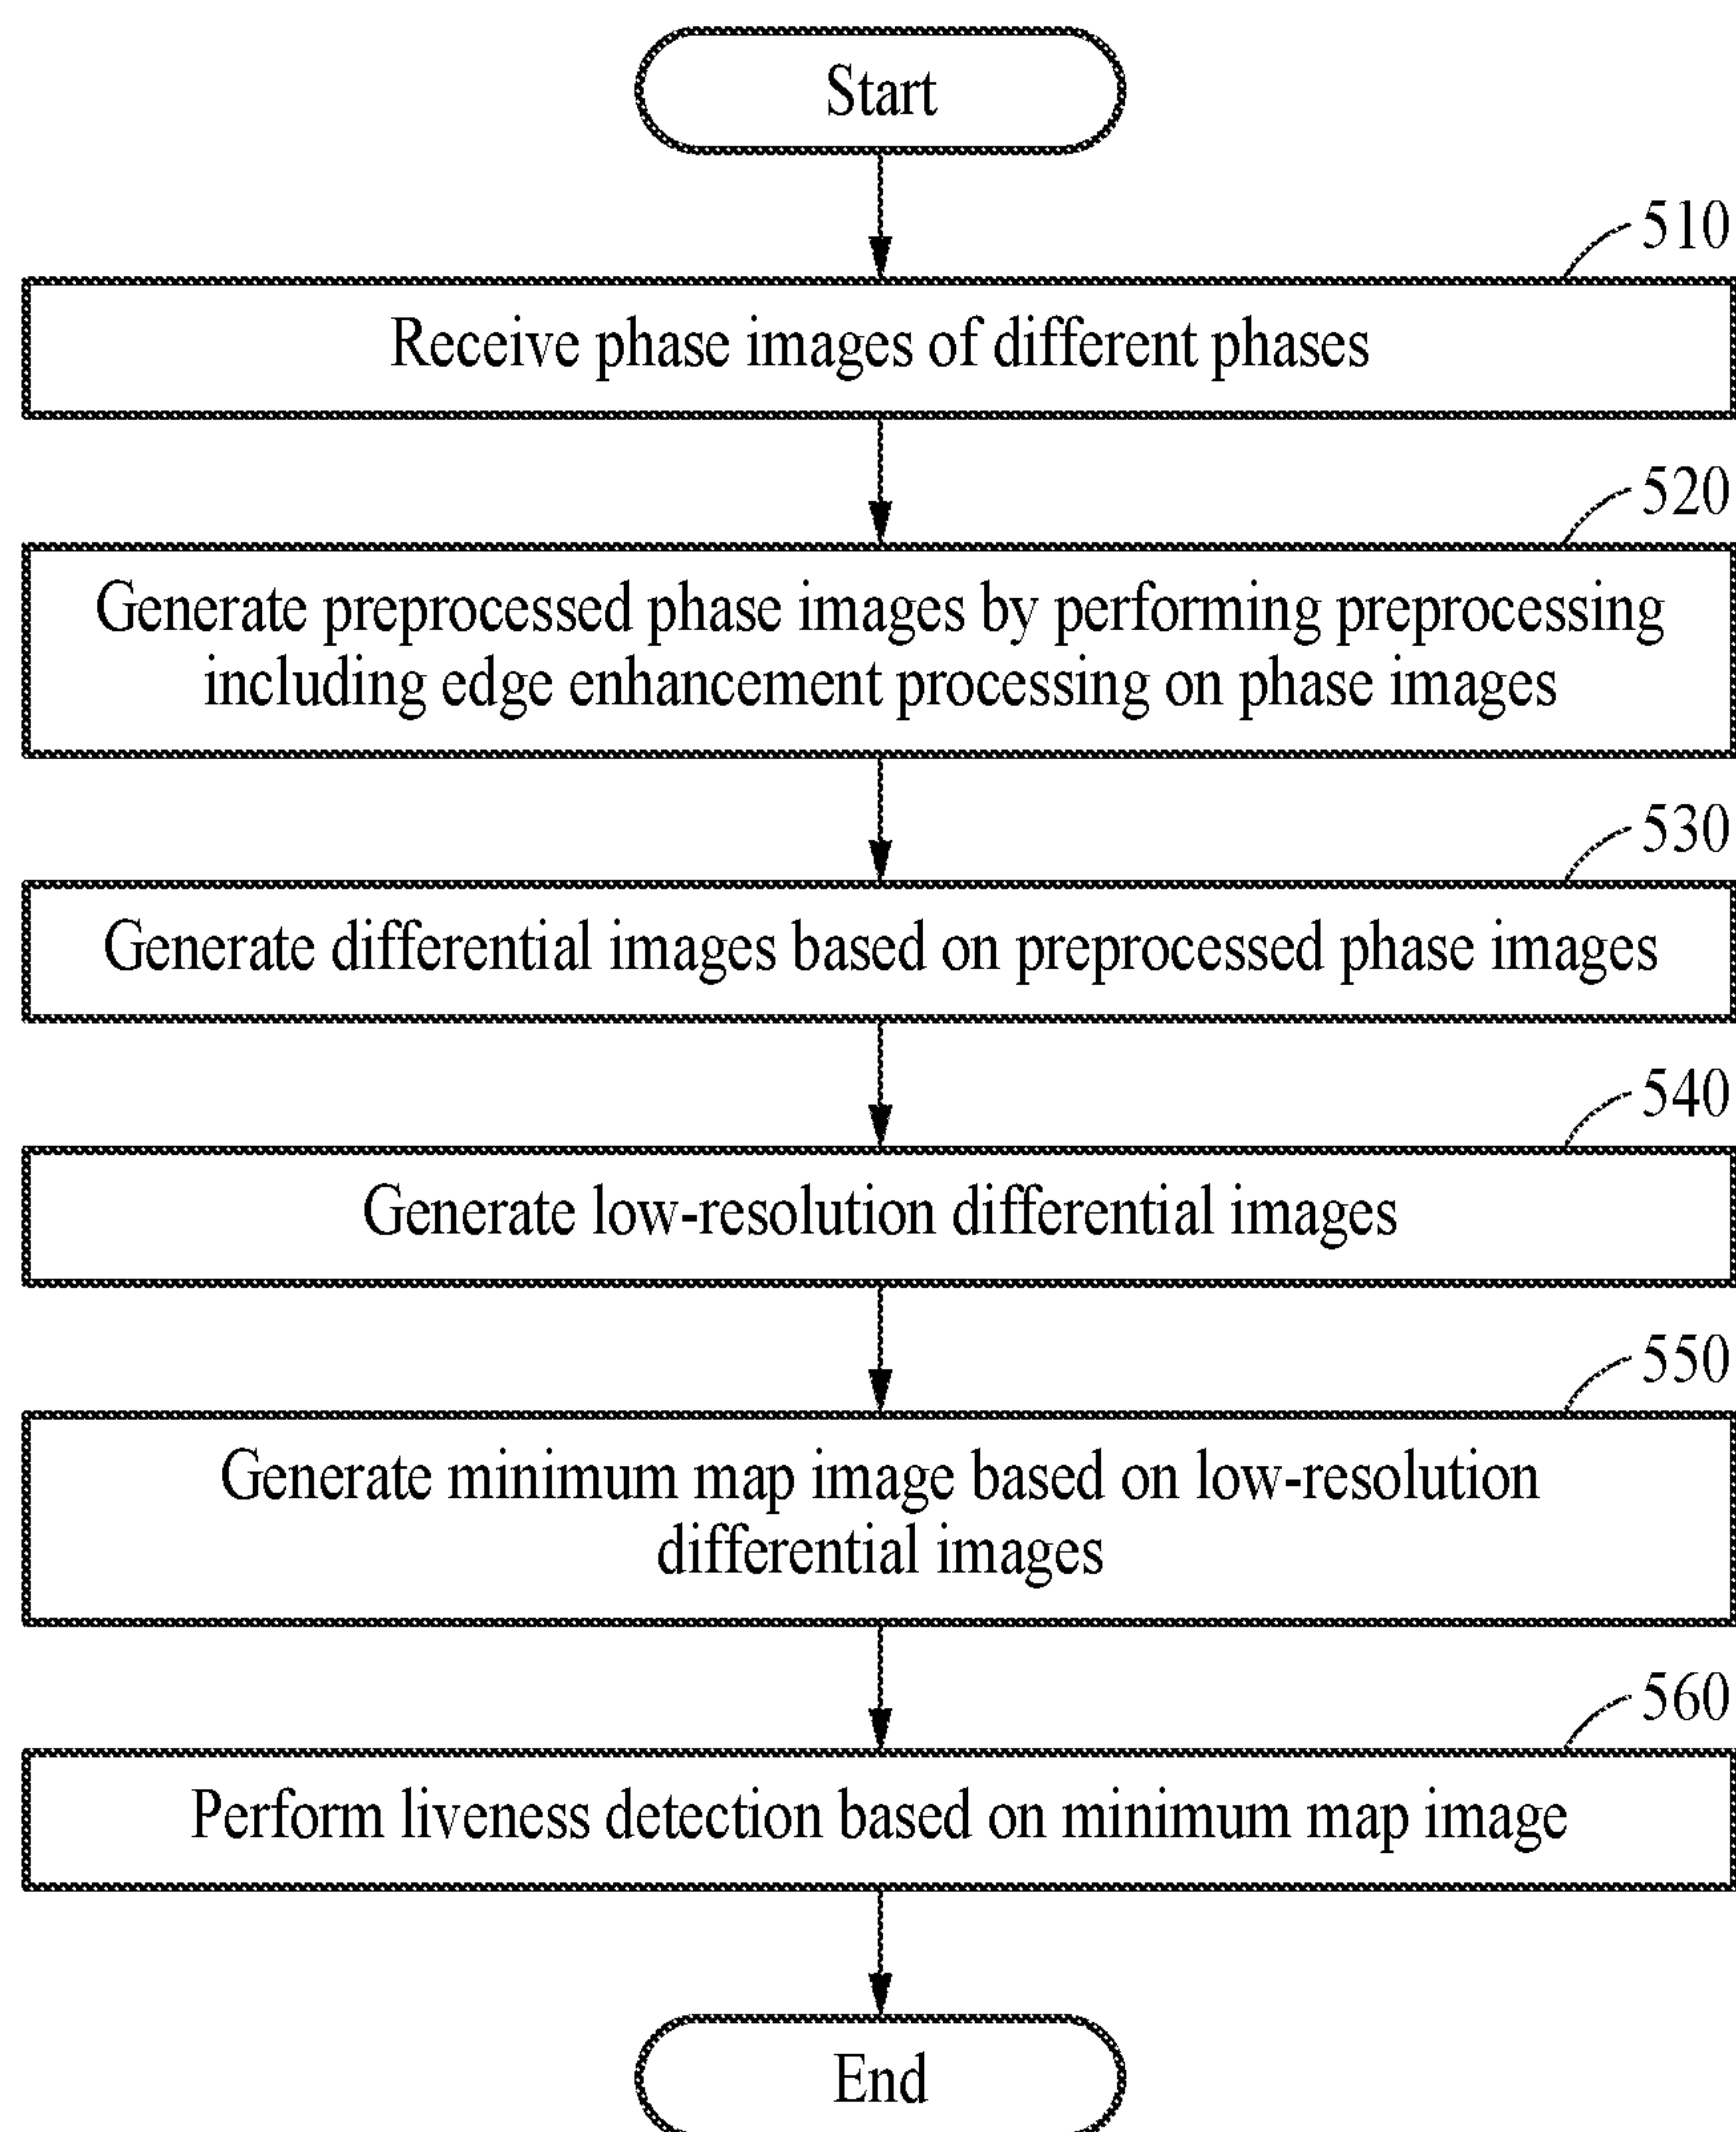 Start
510
Receive phase images of different phases
520
Generate preprocessed phase images by performing preprocessing
including edge enhancement processing on phase images
530
Generate differential images based on preprocessed phase images
540
Generate low-resolution differential images
550
Generate minimum map image based on low-resolution
differential images
560
Perform liveness detection based on minimum map image
End